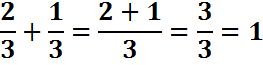 2/3 + 1/3 = (2 + 1)/3 = 3/3 = 1